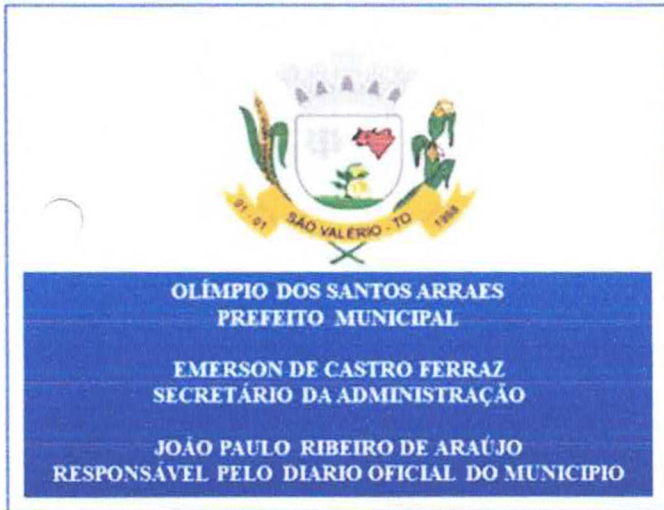 01 - 01 SÃO VALÉRIO - TO 1988
OLÍMPIO DOS SANTOS ARRAES
PREFEITO MUNICIPAL
EMERSON DE CASTRO FERRAZ
SECRETÁRIO DA ADMINISTRAÇÃO
JOÃO PAULO RIBEIRO DE ARAÚJO
RESPONSÁVEL PELO DIARIO OFICIAL DO MUNICIPIO